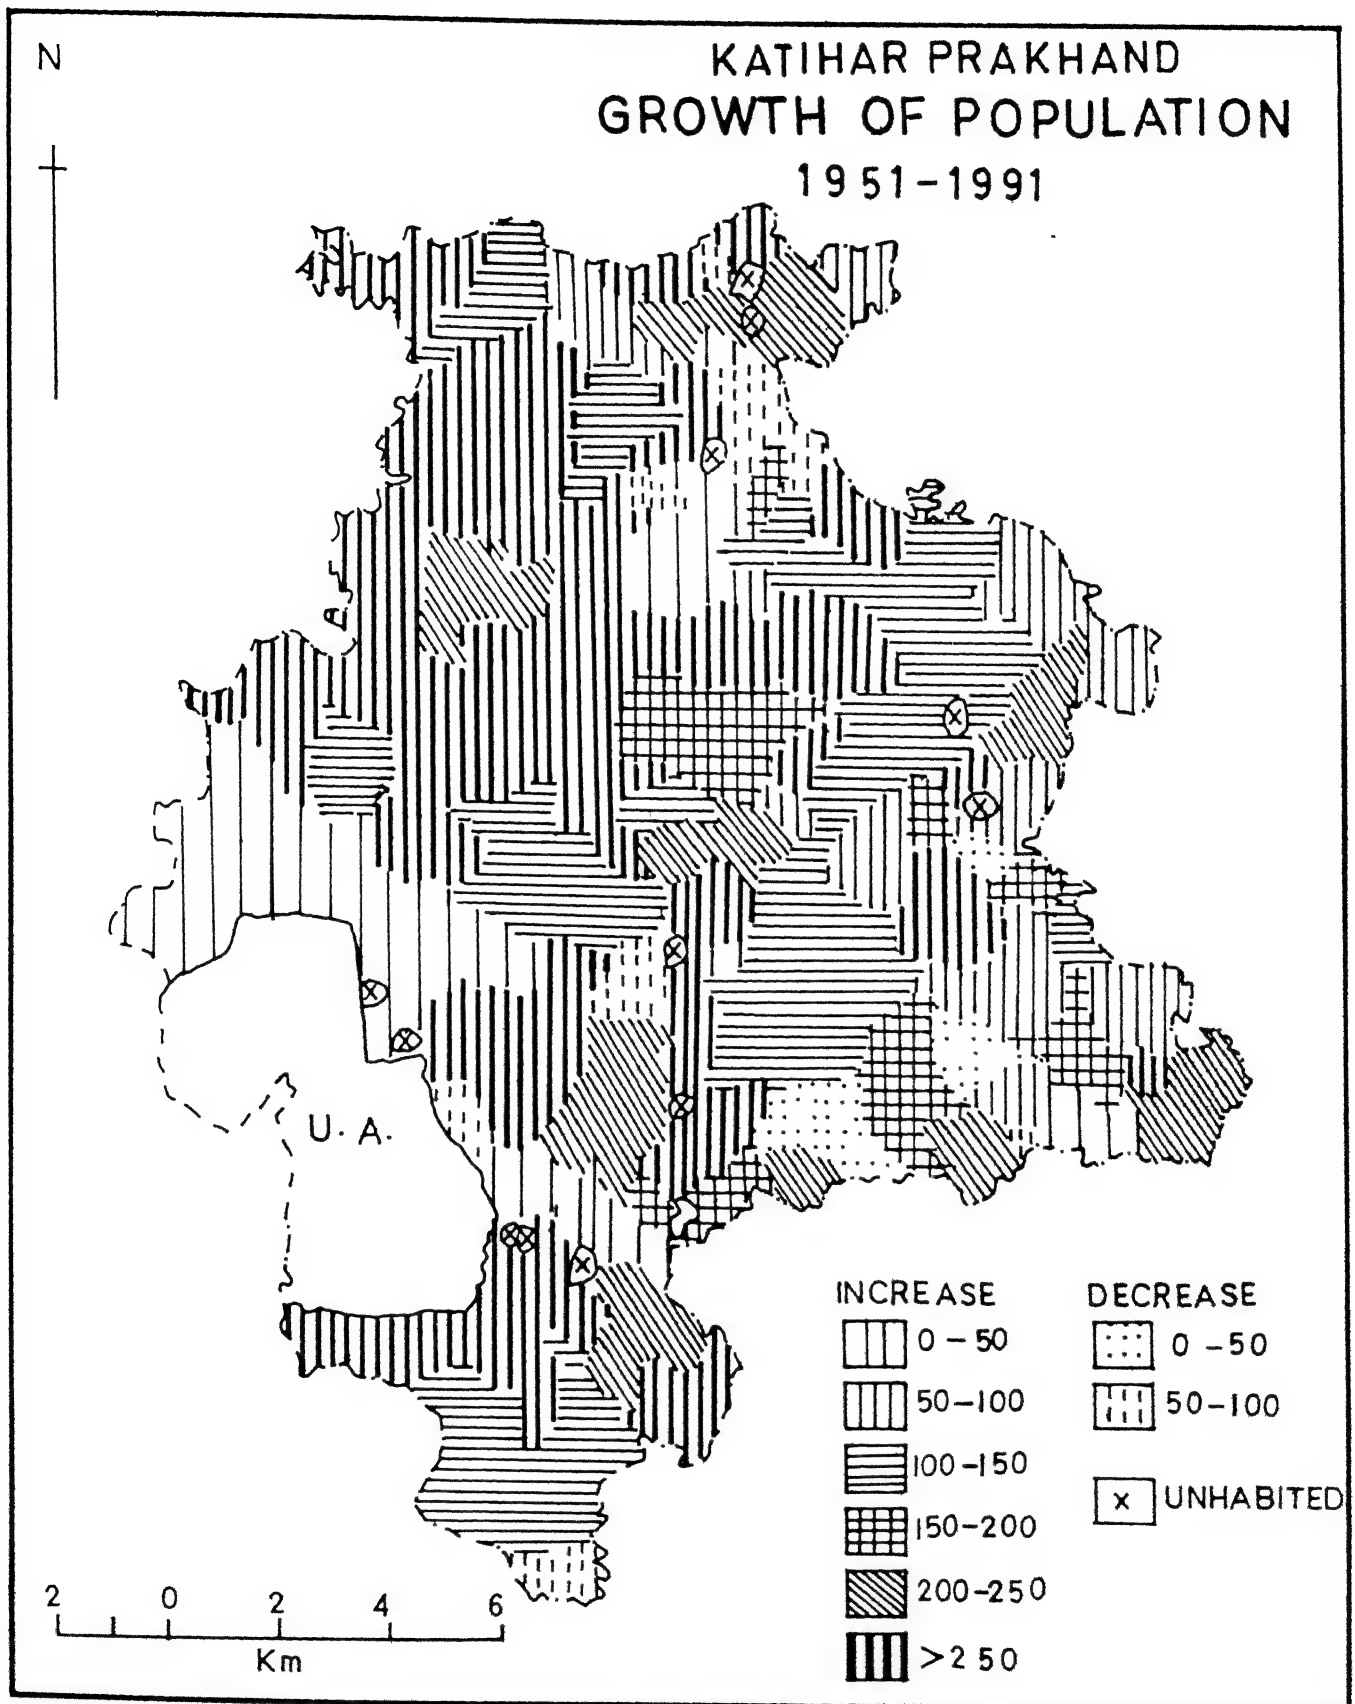 N
KATIHAR PRAKHAND
GROWTH OF POPULATION
1951-1991
U. A.
INCREASE
0-50
50-100
100-150
150-200
200-250
>250
DECREASE
0-50
50-100
X UNHABITED
2 0 2 4 6
Km